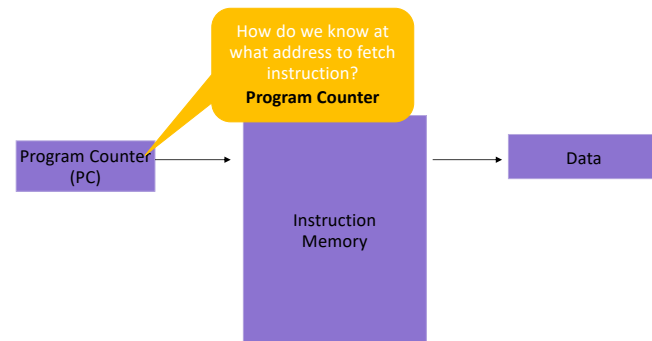 How do we know at
what address to fetch
instruction?
Program Counter
Program Counter
(PC)
Data
Instruction
Memory